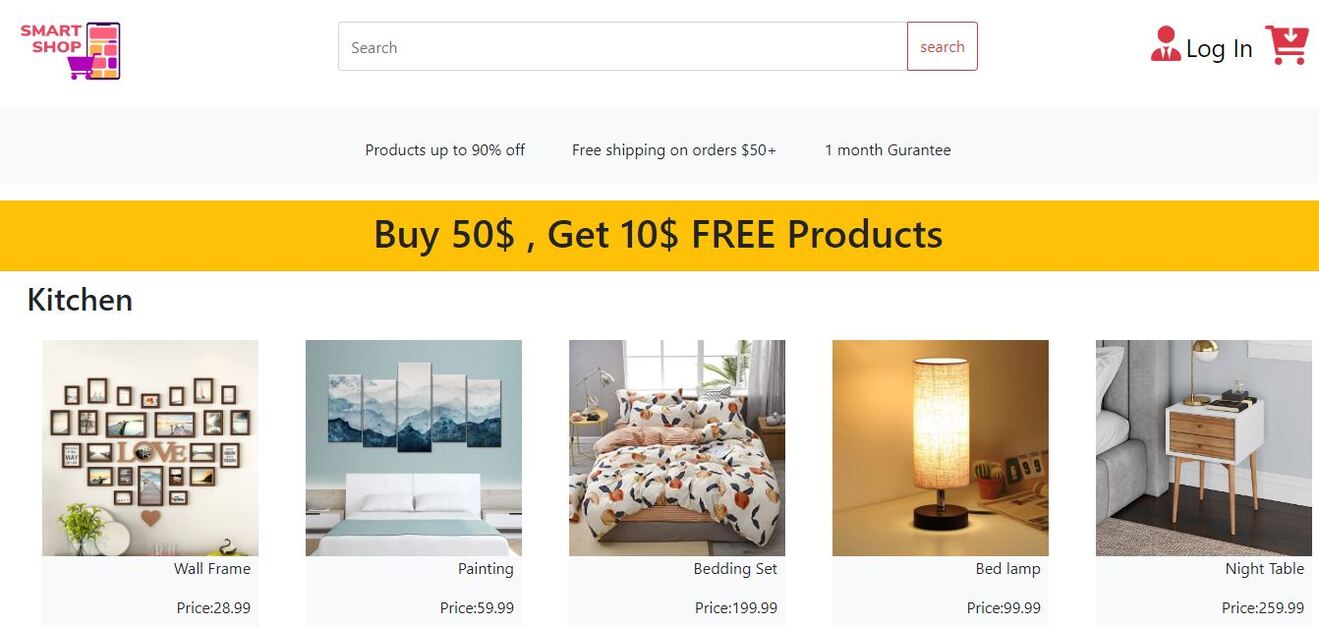 SMART
SHOP
Search
search
Log In
Products up to 90% off
Free shipping on orders $50+
1 month Gurantee
Buy 50$ , Get 10$ FREE Products
Kitchen
LOVE
Wall Frame
Price:28.99
Painting
Price:59.99
Bedding Set
Price:199.99
Bed lamp
Price:99.99
Night Table
Price:259.99